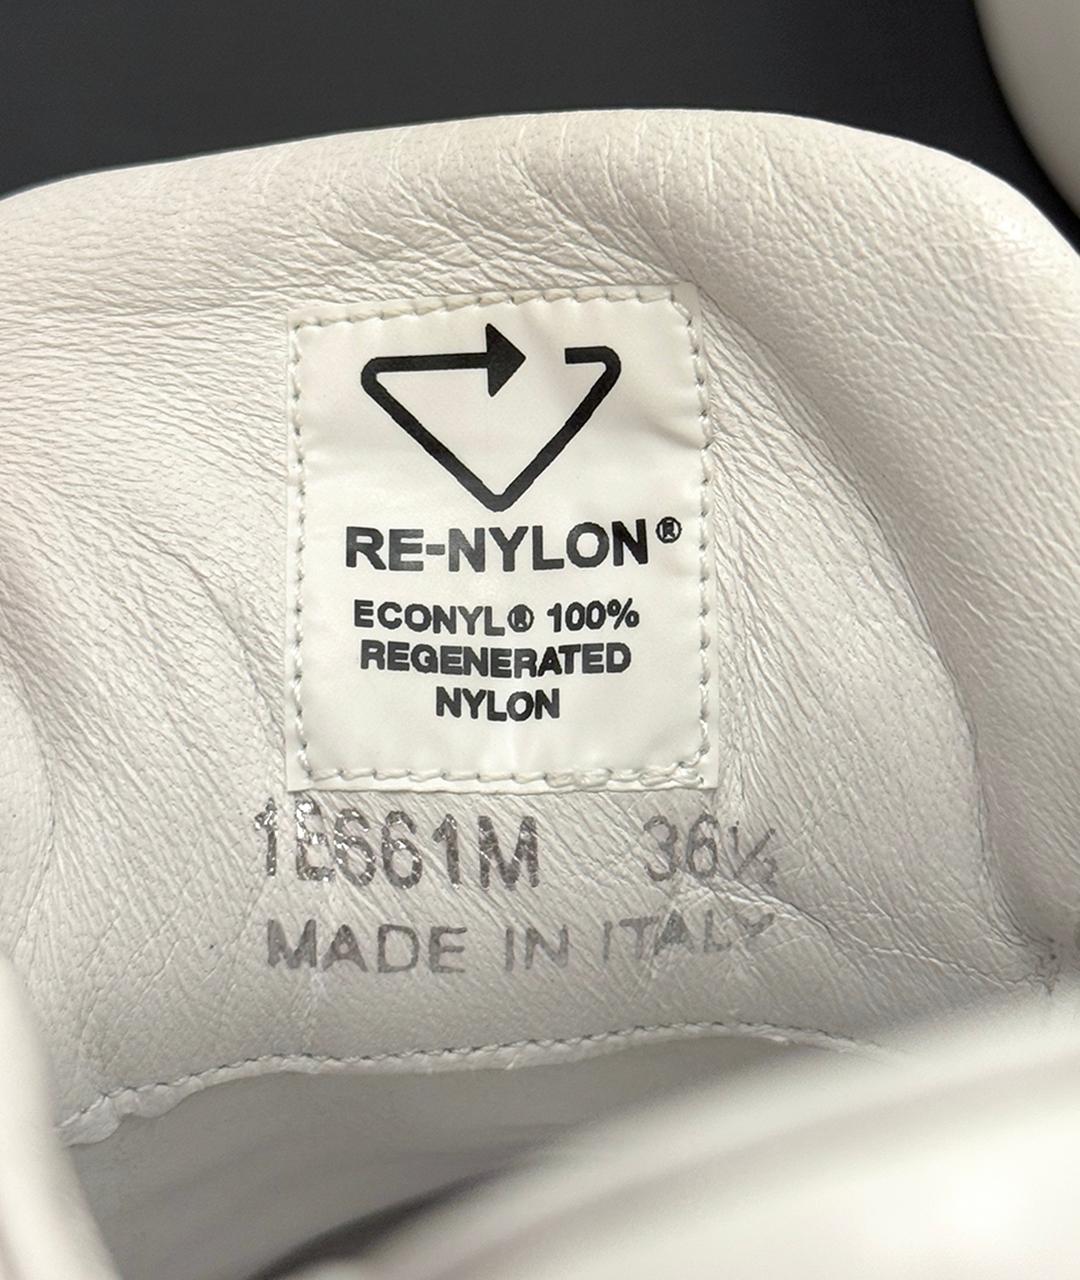 RE-NYLON®
ECONYL® 100%
REGENERATED
NYLON
1E661M 36½
MADE IN ITALY